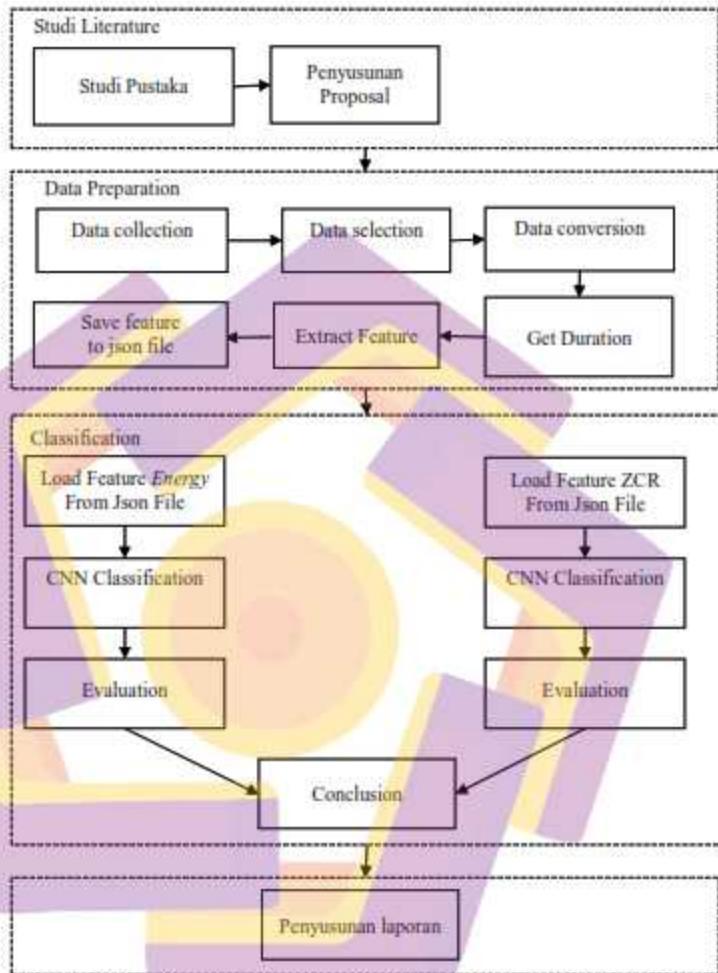 Studi Literature
Studi Pustaka
Penyusunan
Proposal
Data Preparation
Data collection
Data selection
Data conversion
Save feature
to json file
Extract Feature
Get Duration
Classification
Load Feature Energy
From Json File
Load Feature ZCR
From Json File
CNN Classification
CNN Classification
Evaluation
Evaluation
Conclusion
Penyusunan laporan